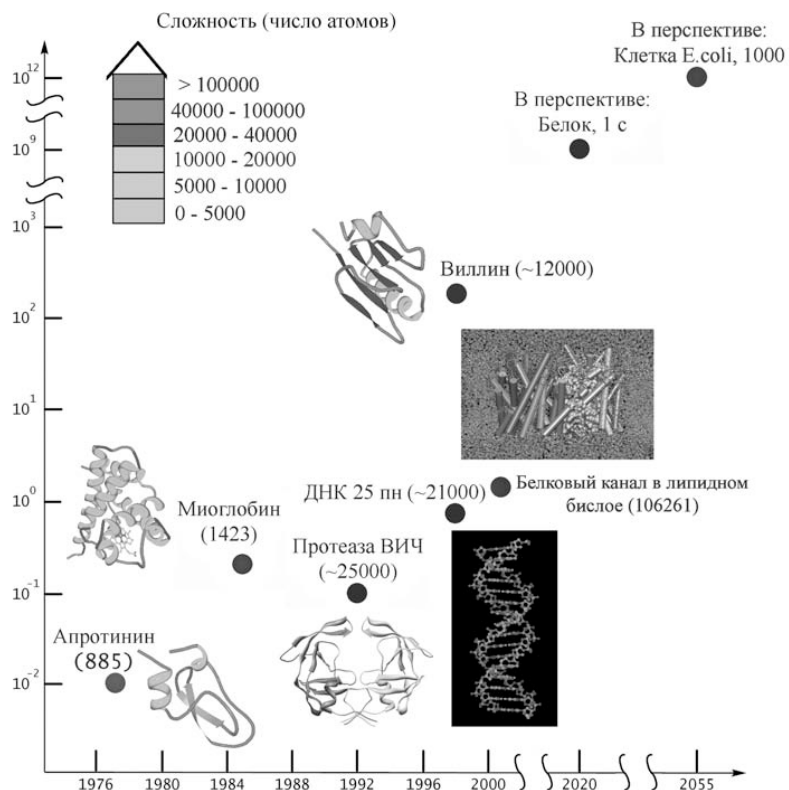 Сложность (число атомов)
> 100000
40000 - 100000
20000 - 40000
10000 - 20000
5000 - 10000
0 - 5000
В перспективе:
Клетка E.coli, 1000
В перспективе:
Белок, 1 с
Виллин (~12000)
Белковый канал в липидном
бислое (106261)
ДНК 25 пн (~21000)
Миоглобин
(1423)
Протеаза ВИЧ
(~25000)
Апротинин
(885)
10¹²
10⁹
10³
10²
10¹
10⁰
10⁻¹
10⁻²
1976 1980 1984 1988 1992 1996 2000 2020 2055